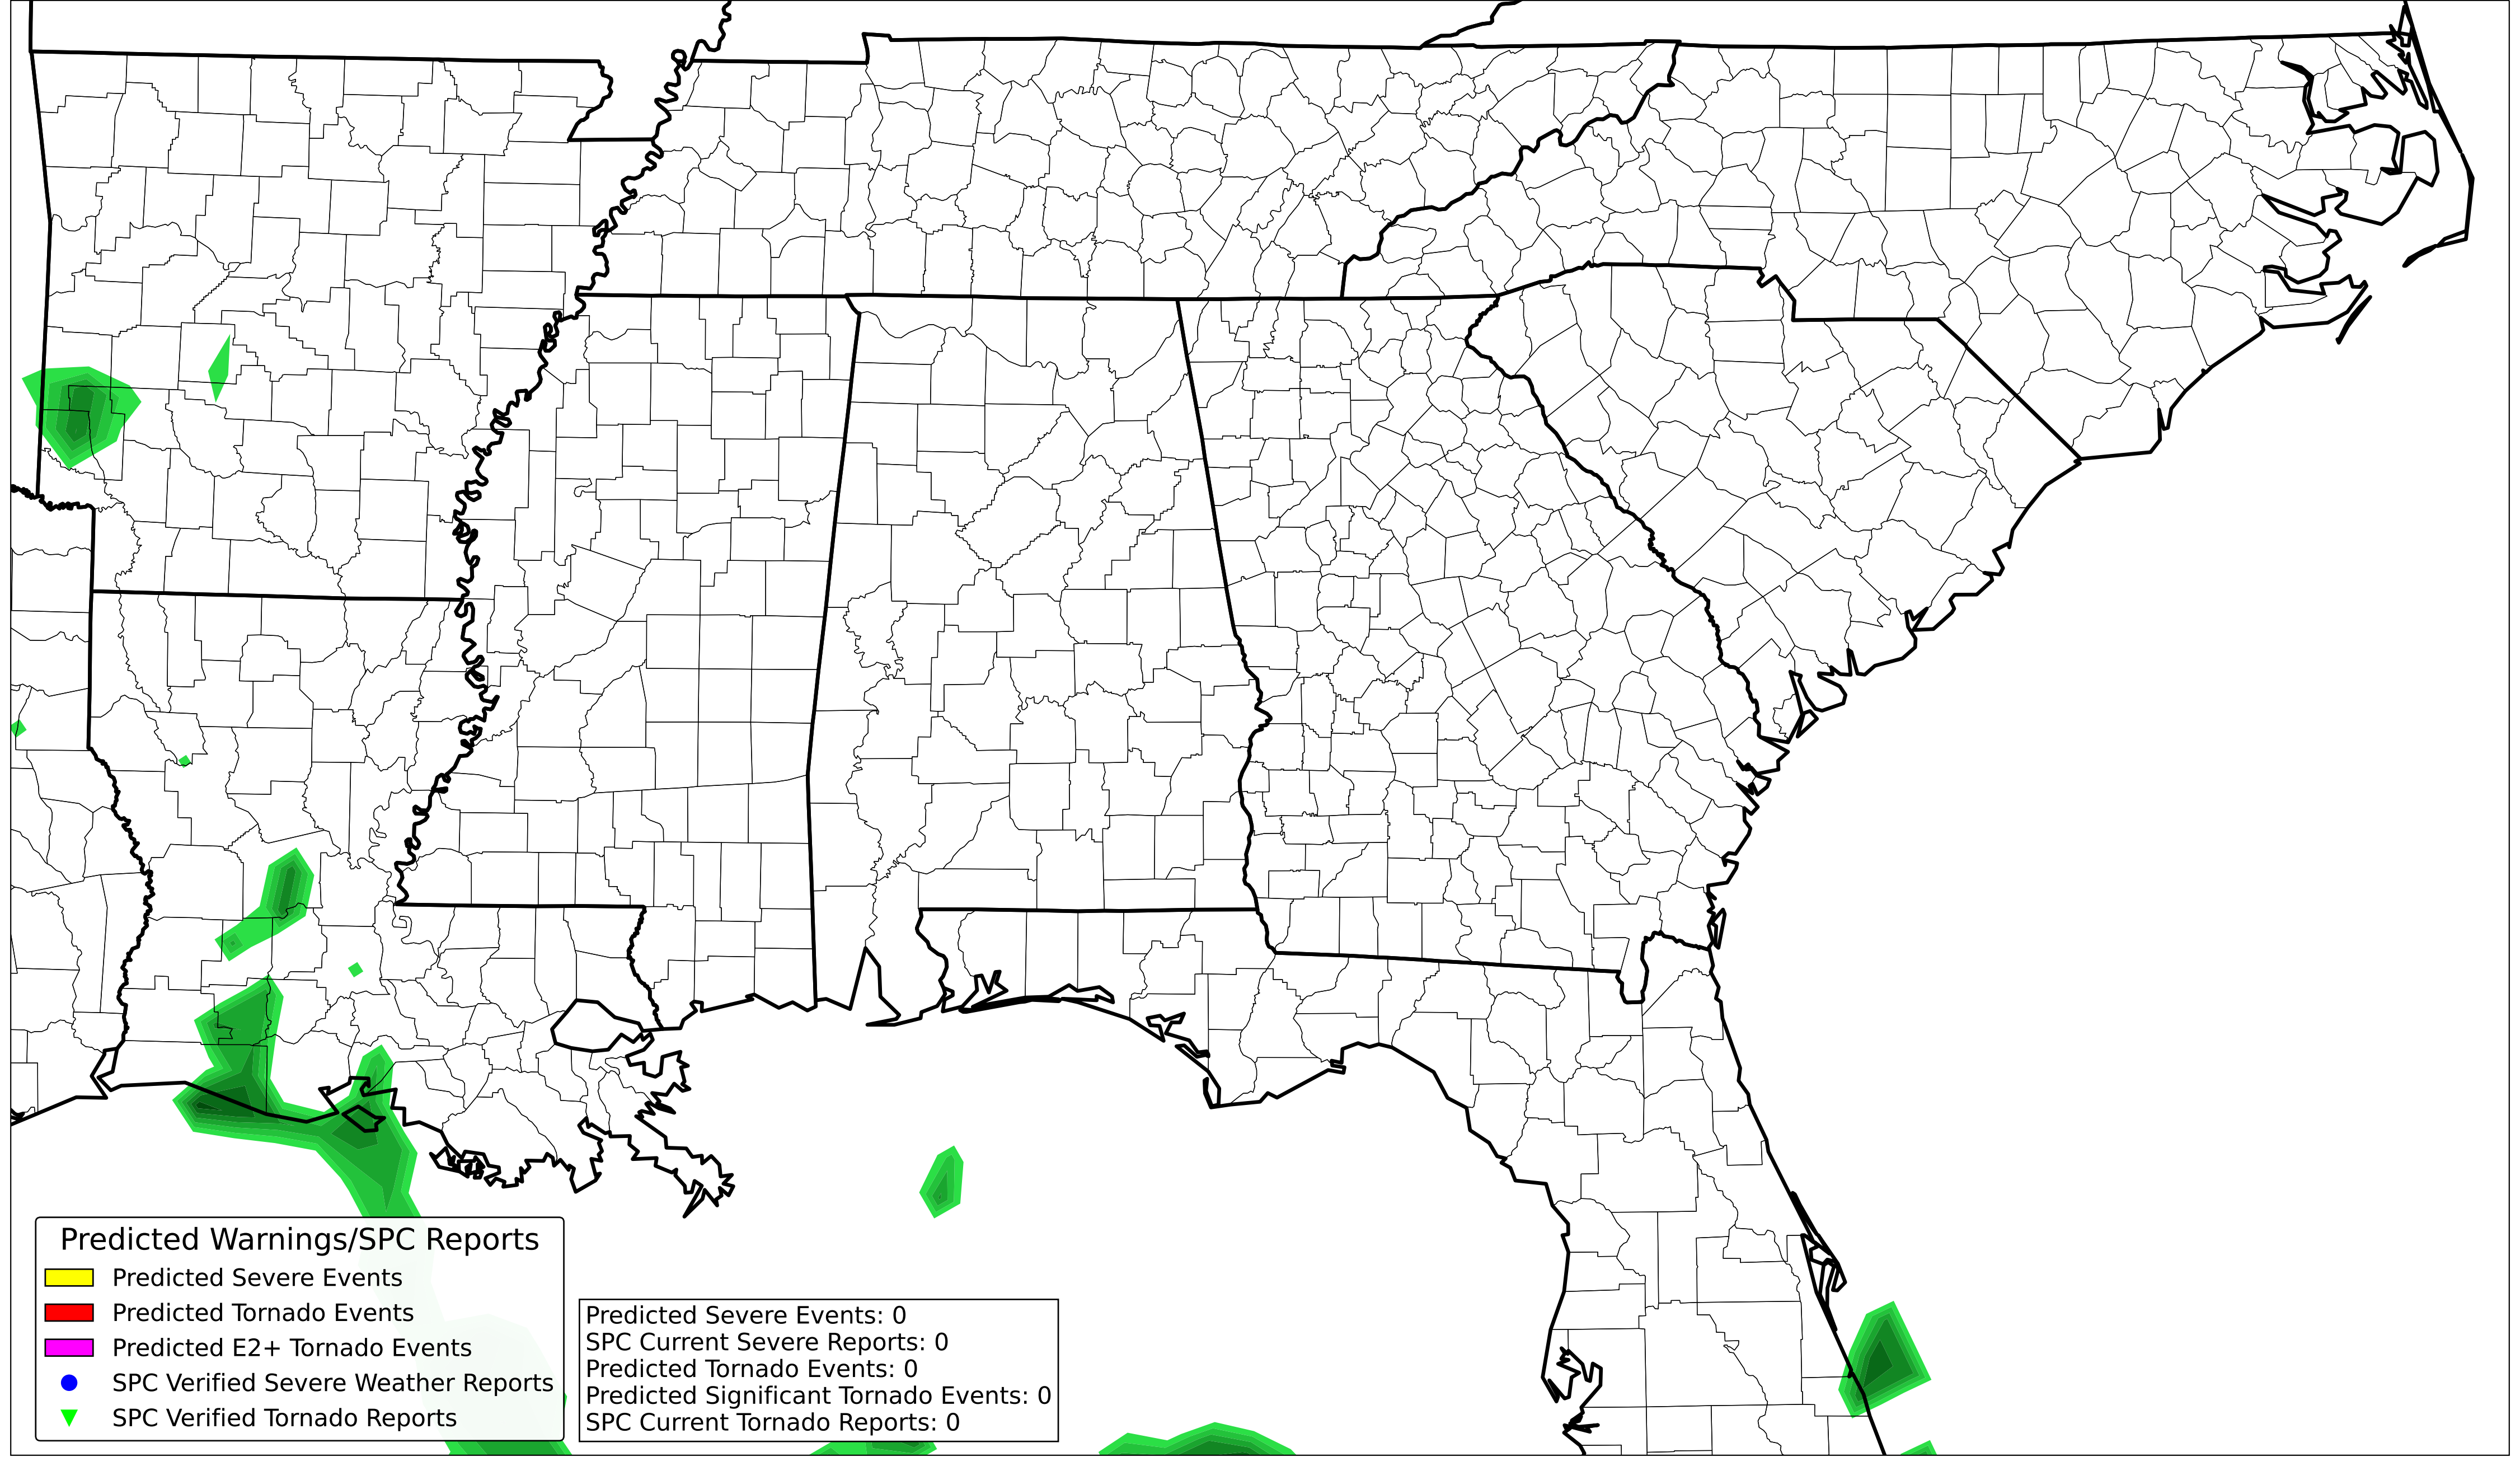 Predicted Warnings/SPC Reports
Predicted Severe Events
Predicted Tornado Events
Predicted E2+ Tornado Events
SPC Verified Severe Weather Reports
SPC Verified Tornado Reports
Predicted Severe Events: 0
SPC Current Severe Reports: 0
Predicted Tornado Events: 0
Predicted Significant Tornado Events: 0
SPC Current Tornado Reports: 0